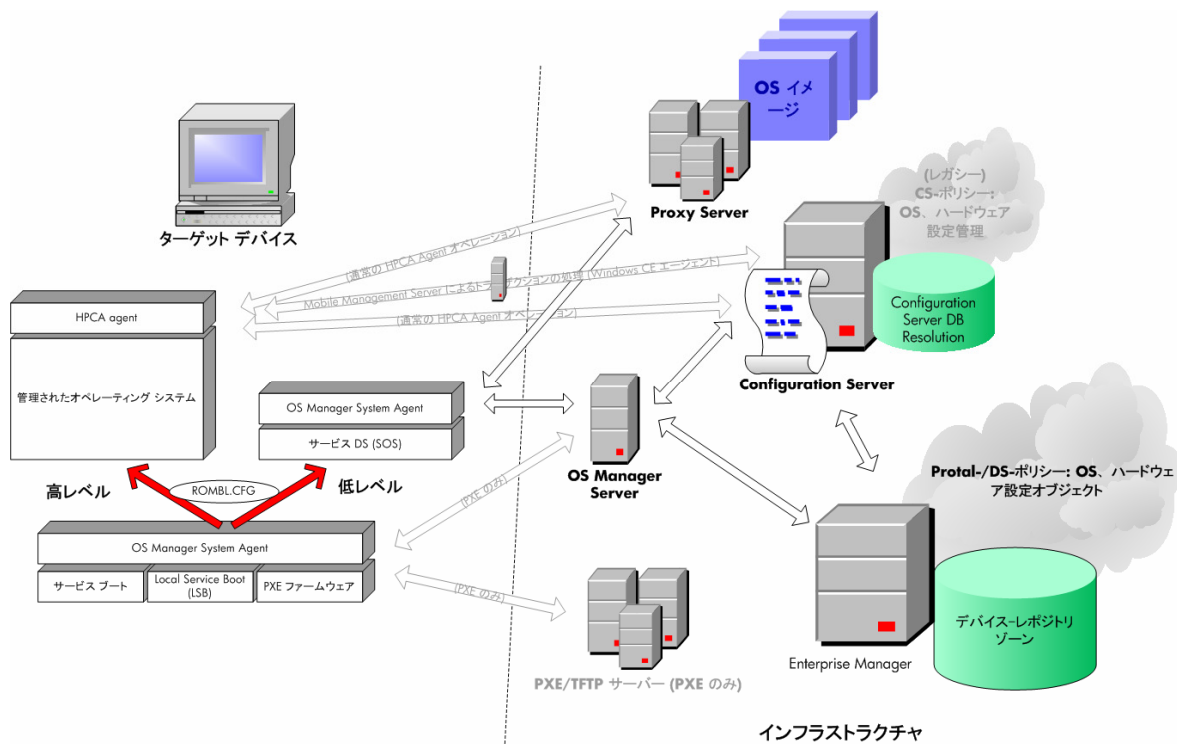 OS イメ
ージ
(レガシー)
CS-ポリシー:
OS、ハードウェア
設定管理
Proxy Server
ターゲット デバイス
(通常の HPCA Agent オペレーション)
Mobile Management Server によるトランザクションの処理 (Windows CE エージェント)
(通常の HPCA Agent オペレーション)
Configuration
Server DB
Resolution
Configuration Server
HPCA agent
管理されたオペレーティング システム
OS Manager System Agent
サービス DS (SOS)
OS Manager
Server
高レベル
ROMBL.CFG
低レベル
(PXE のみ)
Protal-/DS-ポリシー: OS、ハードウェ
ア設定オブジェクト
OS Manager System Agent
サービス ブート
Local Service Boot
(LSB)
PXE ファームウェア
(PXE のみ)
デバイス-レポジトリ
ゾーン
Enterprise Manager
PXE/TFTP サーバー (PXE のみ)
インフラストラクチャ